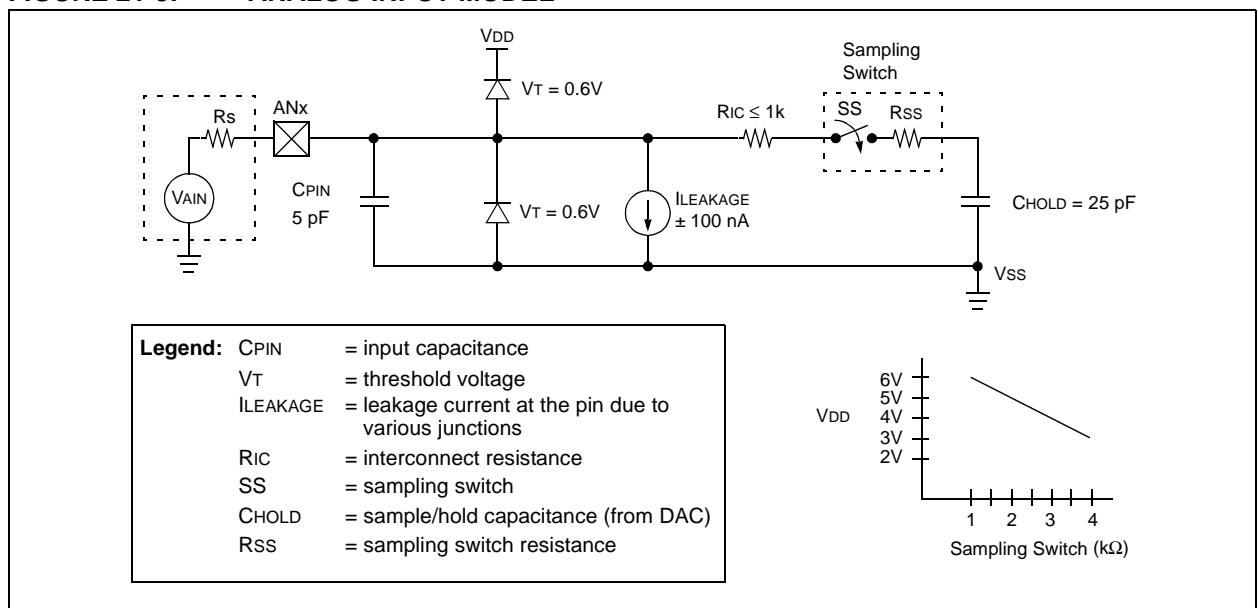 VDD
Sampling
Switch
VT = 0.6V
ANx
Rs
RIC ≤ 1k
SS
RSS
VAIN
CPIN
5 pF
VT = 0.6V
ILEAKAGE
± 100 nA
CHOLD = 25 pF
VSS
Legend: CPIN = input capacitance
VT = threshold voltage
ILEAKAGE = leakage current at the pin due to
various junctions
RIC = interconnect resistance
SS = sampling switch
CHOLD = sample/hold capacitance (from DAC)
RSS = sampling switch resistance
VDD
6V
5V
4V
3V
2V
1 2 3 4
Sampling Switch (kΩ)